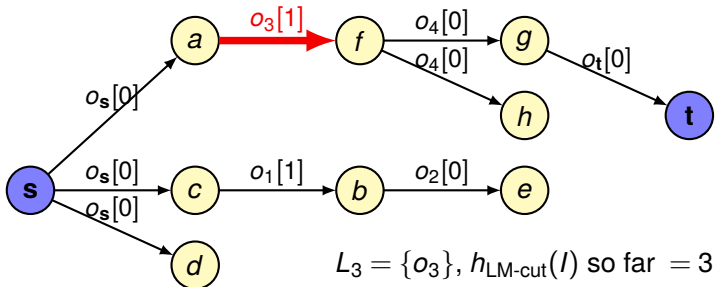 o₃[1]
o₄[0]
a
f
g
o₄[0]
oₜ[0]
oₛ[0]
h
t
oₛ[0]
o₁[1]
o₂[0]
s
c
b
e
oₛ[0]
d
L₃ = {o₃}, h_LM-cut(I) so far = 3